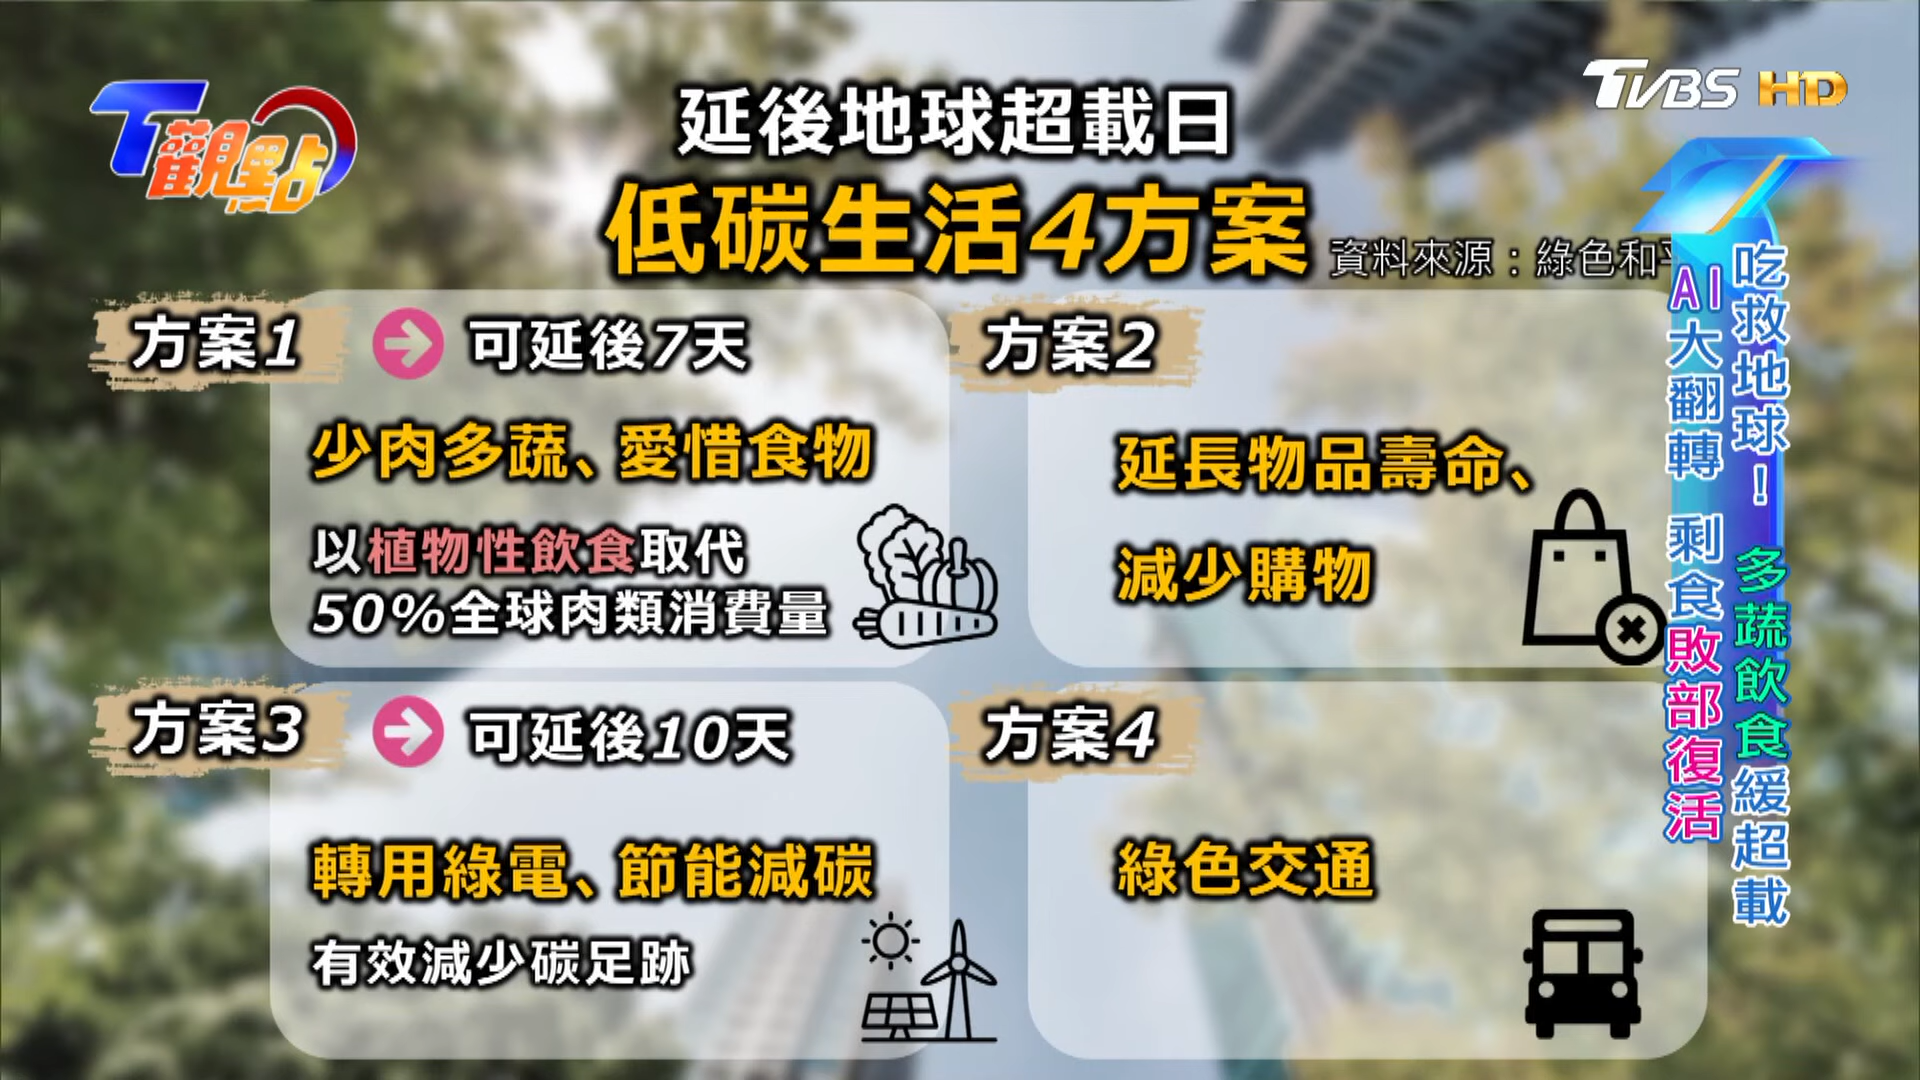 T觀點
TVBS HD
延後地球超載日
低碳生活4方案
資料來源：綠色和
方案1
可延後7天
少肉多蔬、愛惜食物
以植物性飲食取代
50%全球肉類消費量
方案2
延長物品壽命、
減少購物
方案3
可延後10天
轉用綠電、節能減碳
有效減少碳足跡
方案4
綠色交通
吃救地球！ 多蔬飲食緩超載
AI大翻轉 剩食敗部復活